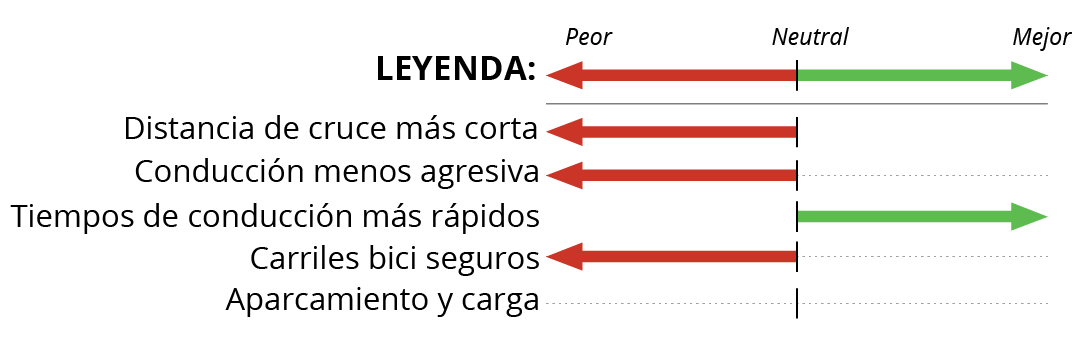 Peor Neutral Mejor
LEYENDA:
Distancia de cruce más corta
Conducción menos agresiva
Tiempos de conducción más rápidos
Carriles bici seguros
Aparcamiento y carga